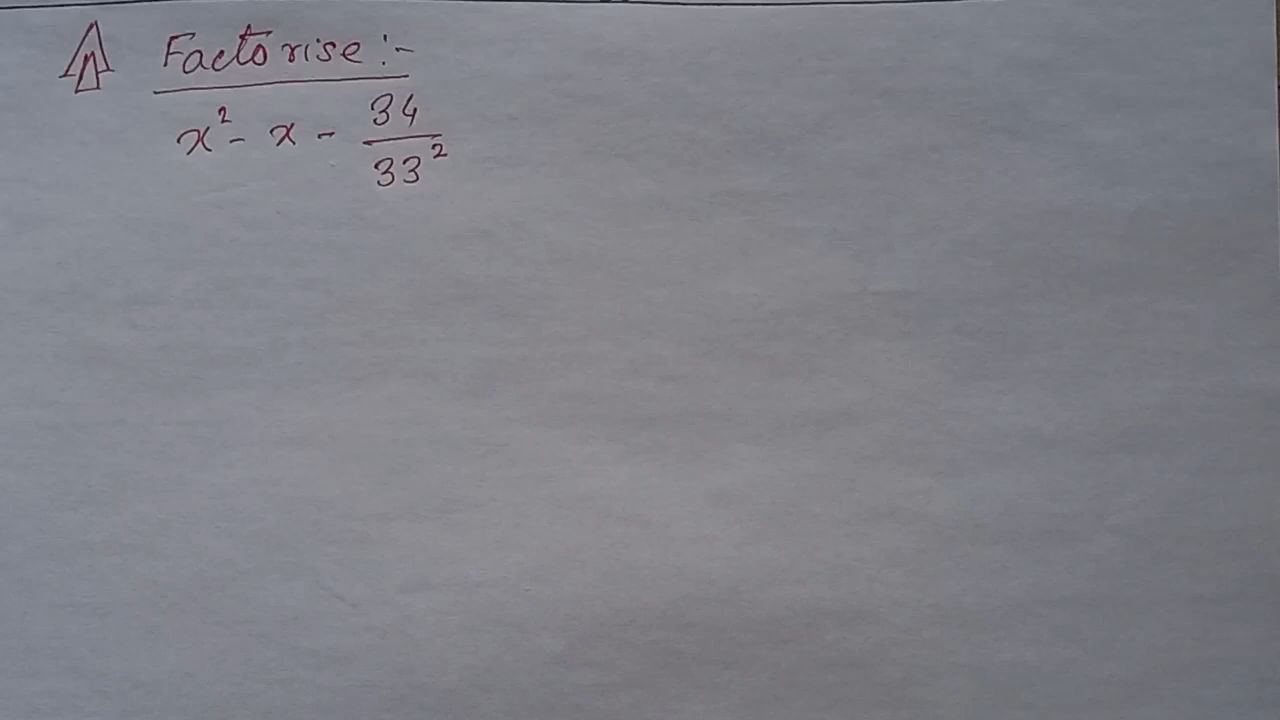 Factorise :-
x² - x - 34/33²